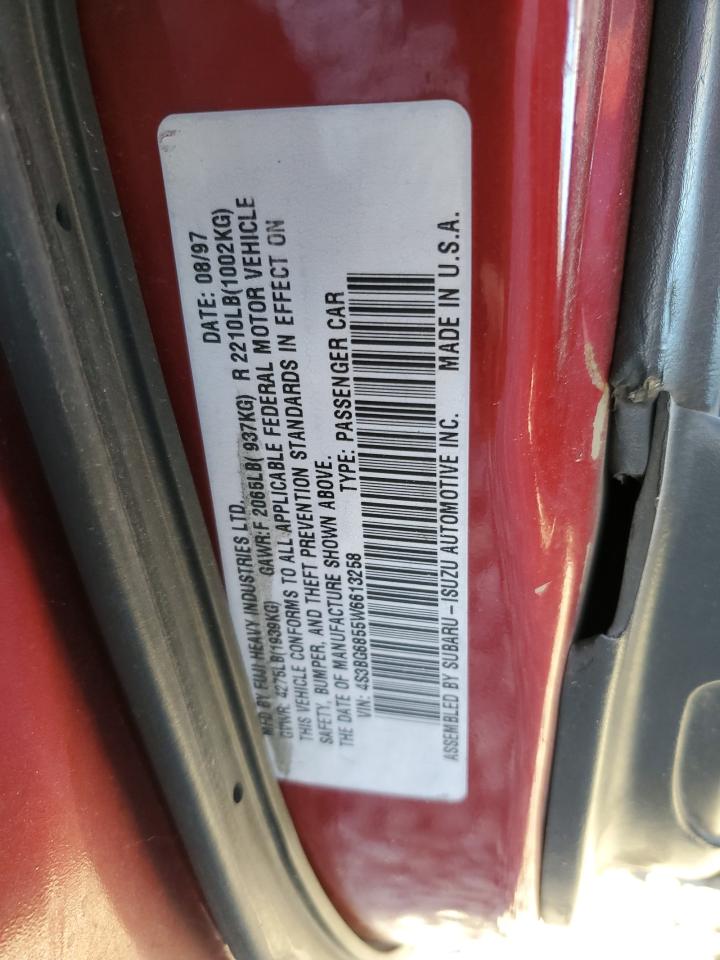 MFD BY FUJI HEAVY INDUSTRIES LTD. DATE: 08/97
GVWR: 4275LB(1939KG) GAWR:F 2065LB( 937KG) R 2210LB(1002KG)
THIS VEHICLE CONFORMS TO ALL APPLICABLE FEDERAL MOTOR VEHICLE
SAFETY, BUMPER, AND THEFT PREVENTION STANDARDS IN EFFECT ON
THE DATE OF MANUFACTURE SHOWN ABOVE.
VIN: 4S3BG6855W6613258 TYPE: PASSENGER CAR
ASSEMBLED BY SUBARU-ISUZU AUTOMOTIVE INC. MADE IN U.S.A.